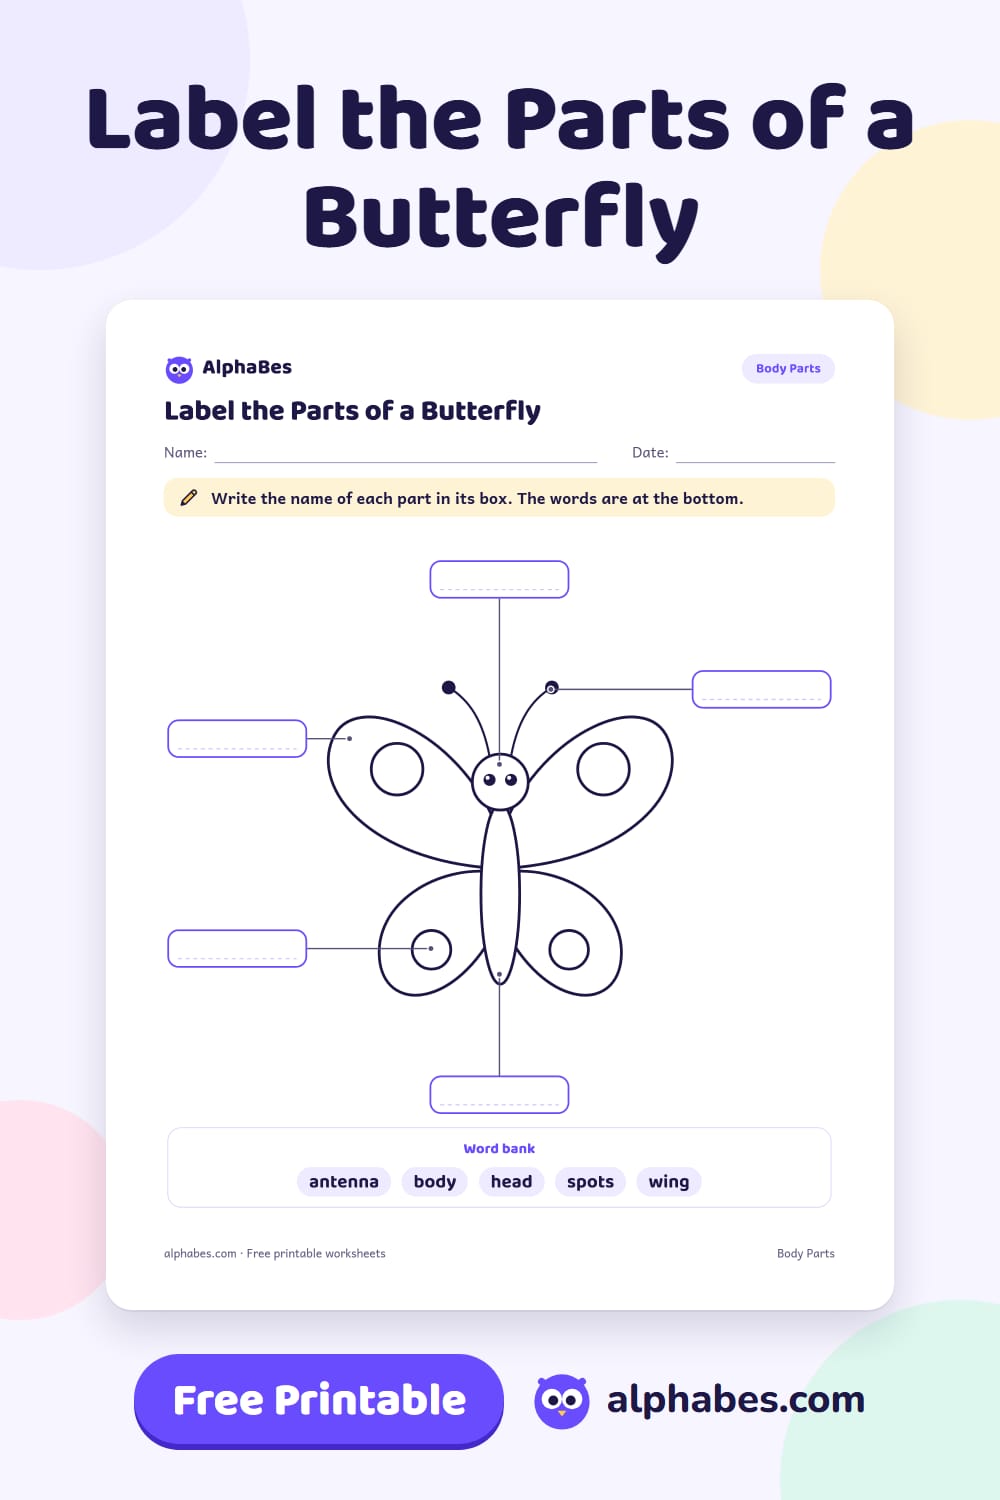 Label the Parts of a
Butterfly
AlphaBes
Body Parts
Label the Parts of a Butterfly
Name:
Date:
Write the name of each part in its box. The words are at the bottom.
Word bank
antenna body head spots wing
alphabes.com · Free printable worksheets
Body Parts
Free Printable
alphabes.com